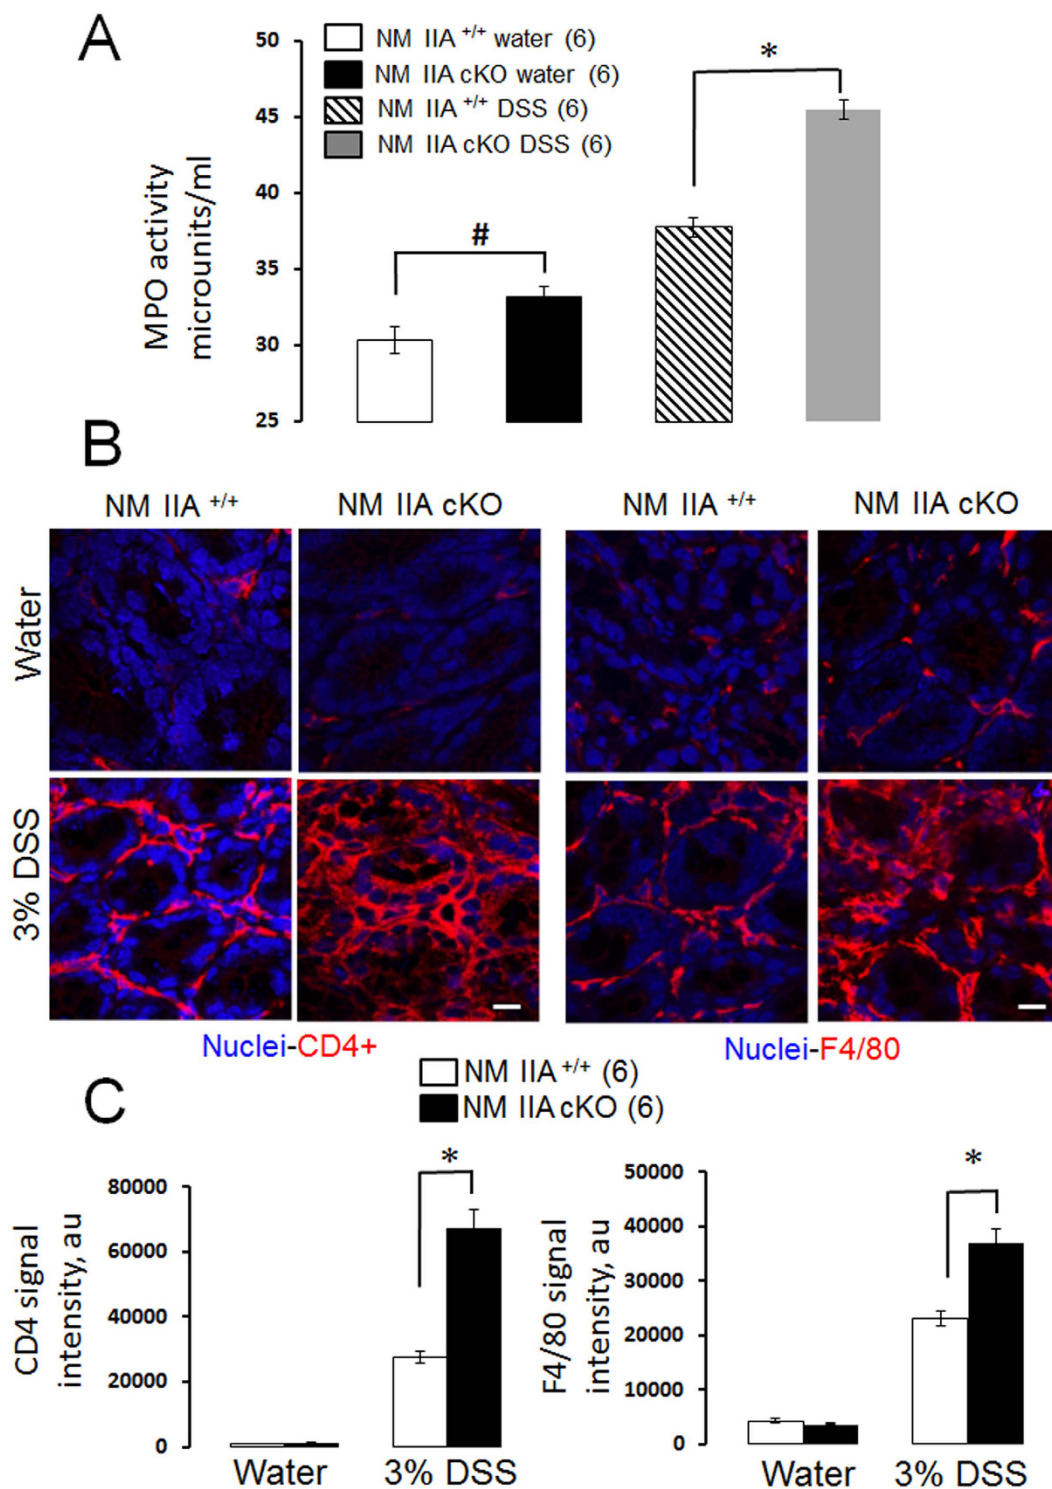 A
50
45
40
35
30
25
MPO activity
microunits/ml
NM IIA +/+ water (6)
NM IIA cKO water (6)
NM IIA +/+ DSS (6)
NM IIA cKO DSS (6)
#
*
B
NM IIA +/+
NM IIA cKO
NM IIA +/+
NM IIA cKO
Water
3% DSS
Nuclei-CD4+
Nuclei-F4/80
C
NM IIA+/+ (6)
NM IIA cKO (6)
CD4 signal
intensity, au
80000
60000
40000
20000
0
*
Water
3% DSS
F4/80 signal
intensity, au
50000
40000
30000
20000
10000
0
*
Water
3% DSS